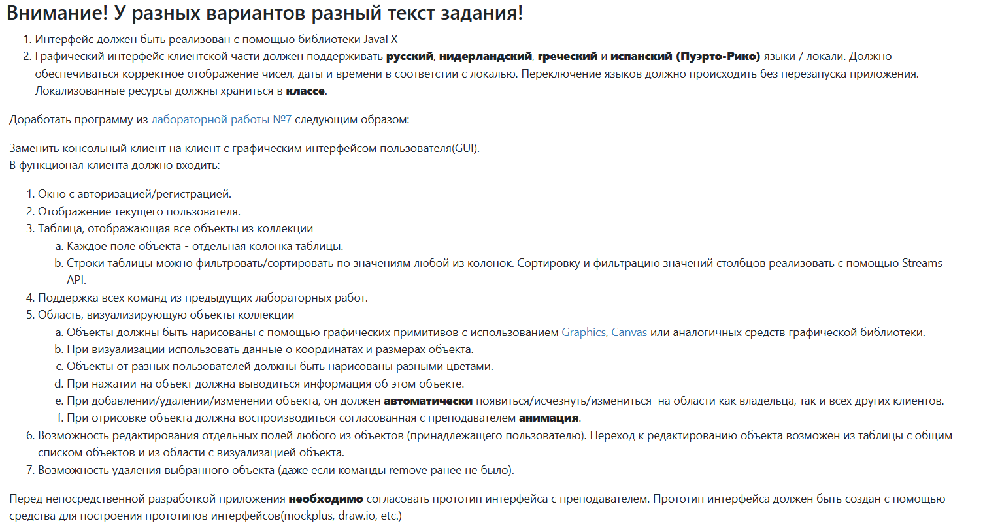 Внимание! У разных вариантов разный текст задания!
1. Интерфейс должен быть реализован с помощью библиотеки JavaFX
2. Графический интерфейс клиентской части должен поддерживать русский, нидерландский, греческий и испанский (Пуэрто-Рико) языки / локали. Должно
обеспечиваться корректное отображение чисел, даты и времени в соответстии с локалью. Переключение языков должно происходить без перезапуска приложения.
Локализованные ресурсы должны храниться в классе.
Доработать программу из лабораторной работы №7 следующим образом:
Заменить консольный клиент на клиент с графическим интерфейсом пользователя(GUI).
В функционал клиента должно входить:
1. Окно с авторизацией/регистрацией.
2. Отображение текущего пользователя.
3. Таблица, отображающая все объекты из коллекции
a. Каждое поле объекта - отдельная колонка таблицы.
b. Строки таблицы можно фильтровать/сортировать по значениям любой из колонок. Сортировку и фильтрацию значений столбцов реализовать с помощью Streams
API.
4. Поддержка всех команд из предыдущих лабораторных работ.
5. Область, визуализирующую объекты коллекции
a. Объекты должны быть нарисованы с помощью графических примитивов с использованием Graphics, Canvas или аналогичных средств графической библиотеки.
b. При визуализации использовать данные о координатах и размерах объекта.
c. Объекты от разных пользователей должны быть нарисованы разными цветами.
d. При нажатии на объект должна выводиться информация об этом объекте.
e. При добавлении/удалении/изменении объекта, он должен автоматически появиться/исчезнуть/измениться на области как владельца, так и всех других клиентов.
f. При отрисовке объекта должна воспроизводиться согласованная с преподавателем анимация.
6. Возможность редактирования отдельных полей любого из объектов (принадлежащего пользователю). Переход к редактированию объекта возможен из таблицы с общим
списком объектов и из области с визуализацией объекта.
7. Возможность удаления выбранного объекта (даже если команды remove ранее не было).
Перед непосредственной разработкой приложения необходимо согласовать прототип интерфейса с преподавателем. Прототип интерфейса должен быть создан с помощью
средства для построения прототипов интерфейсов(mockplus, draw.io, etc.)